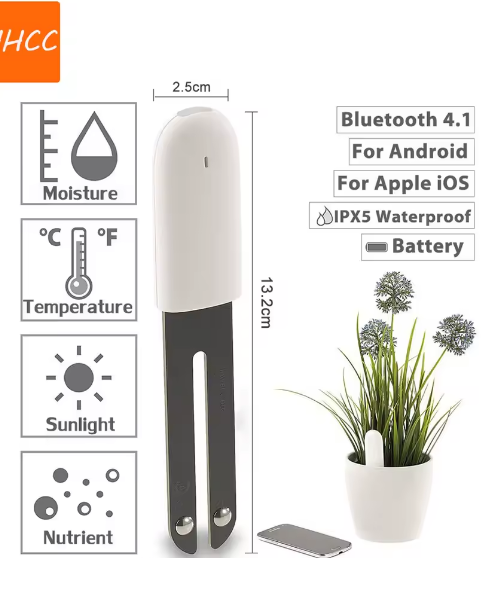 HHCC
2.5cm
Moisture
°C °F
Temperature
Sunlight
Nutrient
13.2cm
Bluetooth 4.1
For Android
For Apple iOS
IPX5 Waterproof
Battery